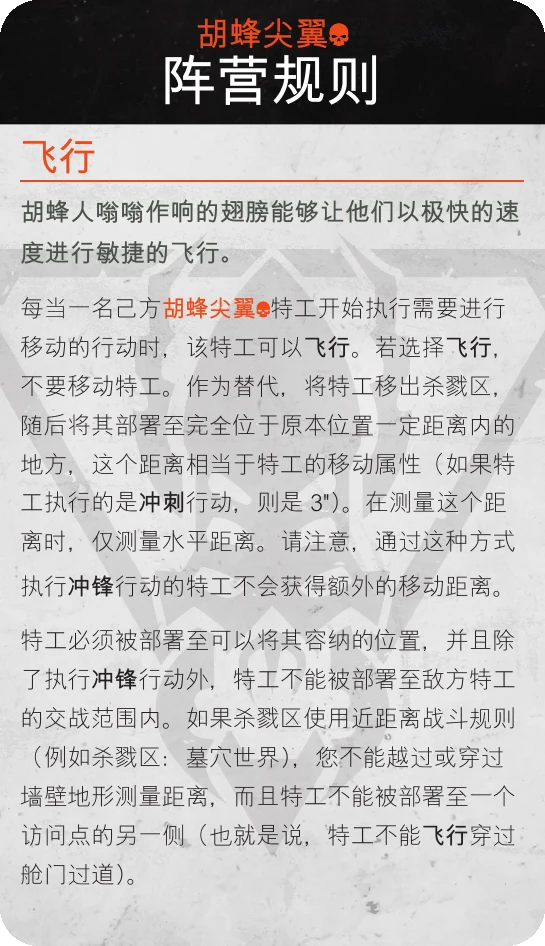 胡蜂尖翼
阵营规则
飞行
胡蜂人嗡嗡作响的翅膀能够让他们以极快的速
度进行敏捷的飞行。
每当一名己方胡蜂尖翼特工开始执行需要进行
移动的行动时，该特工可以飞行。若选择飞行，
不要移动特工。作为替代，将特工移出杀戮区，
随后将其部署至完全位于原本位置一定距离内的
地方，这个距离相当于特工的移动属性（如果特
工执行的是冲刺行动，则是 3"）。在测量这个距
离时，仅测量水平距离。请注意，通过这种方式
执行冲锋行动的特工不会获得额外的移动距离。
特工必须被部署至可以将其容纳的位置，并且除
了执行冲锋行动外，特工不能被部署至敌方特工
的交战范围内。如果杀戮区使用近距离战斗规则
（例如杀戮区：墓穴世界），您不能越过或穿过
墙壁地形测量距离，而且特工不能被部署至一个
访问点的另一侧（也就是说，特工不能飞行穿过
舱门过道）。